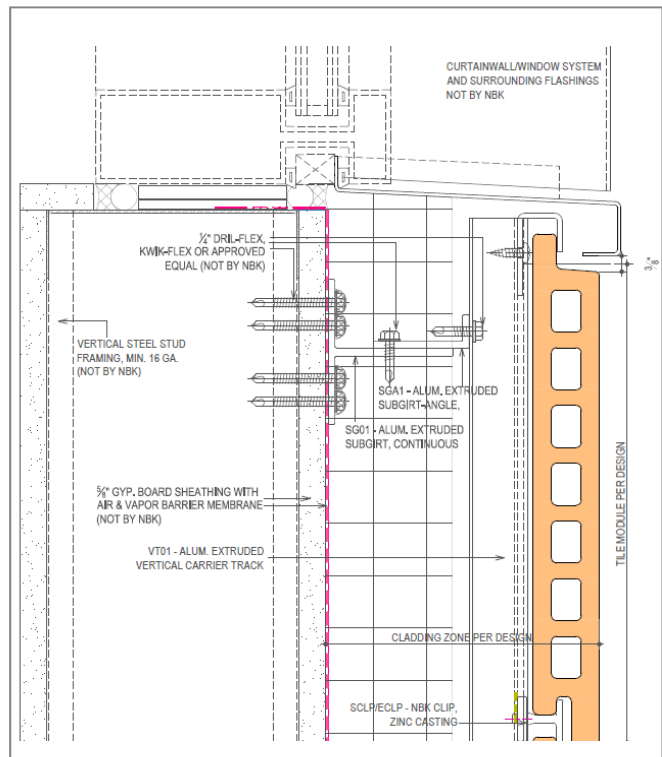 CURTAINWALL/WINDOW SYSTEM
AND SURROUNDING FLASHINGS
NOT BY NBK
¼" DRIL-FLEX,
KWIK-FLEX OR APPROVED
EQUAL (NOT BY NBK)
3/8"
VERTICAL STEEL STUD
FRAMING, MIN. 16 GA.
(NOT BY NBK)
SGA1 - ALUM. EXTRUDED
SUBGIRT-ANGLE,
SG01 - ALUM. EXTRUDED
SUBGIRT, CONTINUOUS
⅝" GYP. BOARD SHEATHING WITH
AIR & VAPOR BARRIER MEMBRANE
(NOT BY NBK)
TILE MODULE PER DESIGN
VT01 - ALUM. EXTRUDED
VERTICAL CARRIER TRACK
CLADDING ZONE PER DESIGN
SCLP/ECLP - NBK CLIP,
ZINC CASTING